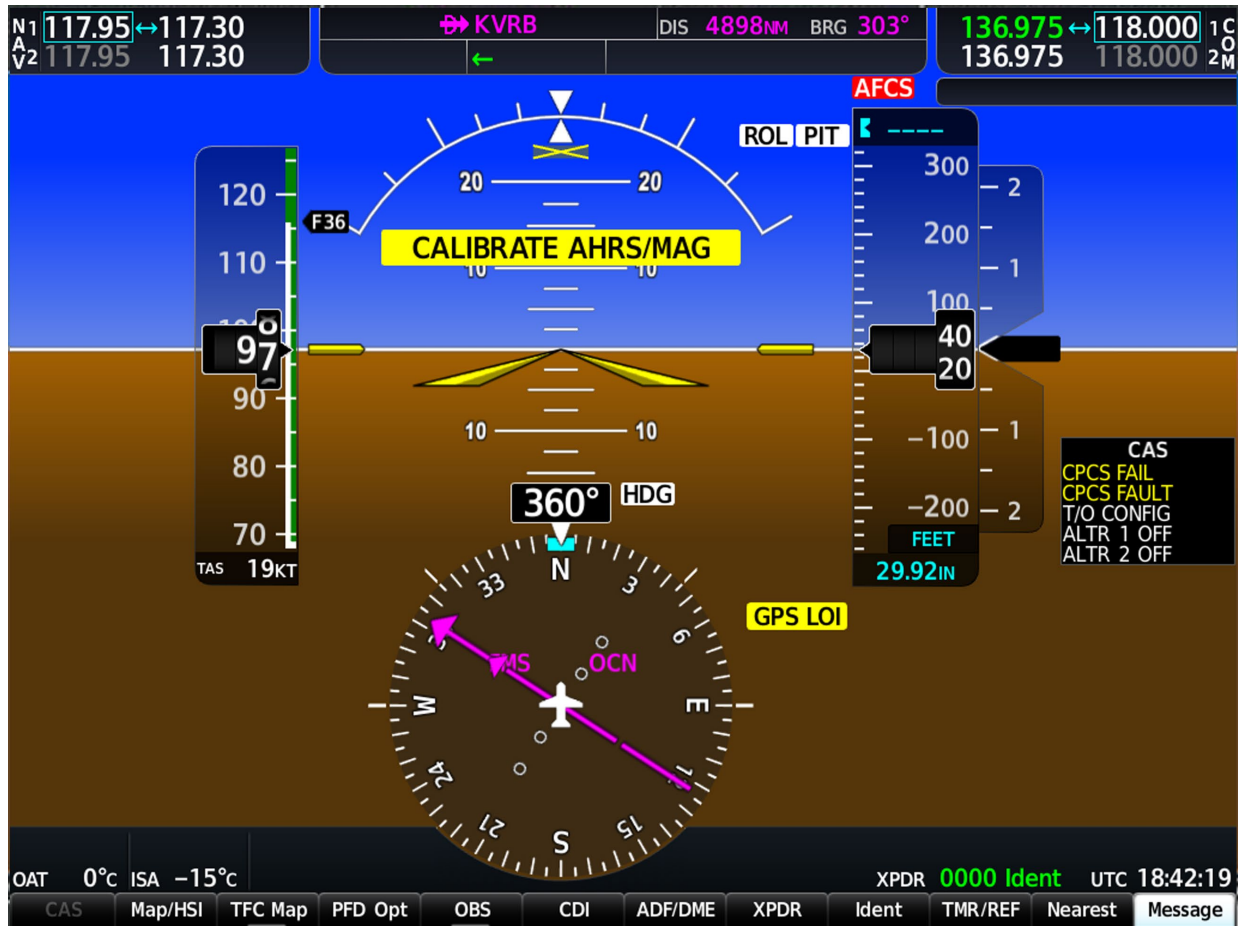 N1 117.95↔117.30
A
V2 117.95 117.30
D KVRB DIS 4898NM BRG 303°
←
136.975↔118.000 1C
O
136.975 118.000 2M
AFCS
ROL PIT
----
120
110
90
80
70
TAS 19KT
F36
97
8
20 20
CALIBRATE AHRS/MAG
10 10
10 10
300
200
100
40
20
-100
-200
FEET
29.92IN
2
1
1
2
CAS
CPCS FAIL
CPCS FAULT
T/O CONFIG
ALTR 1 OFF
ALTR 2 OFF
360° HDG
N
33 3
6
OCN
W E
24
21 15
S
GPS LOI
OAT 0°C ISA -15°C
XPDR 0000 Ident UTC 18:42:19
CAS Map/HSI TFC Map PFD Opt OBS CDI ADF/DME XPDR Ident TMR/REF Nearest Message